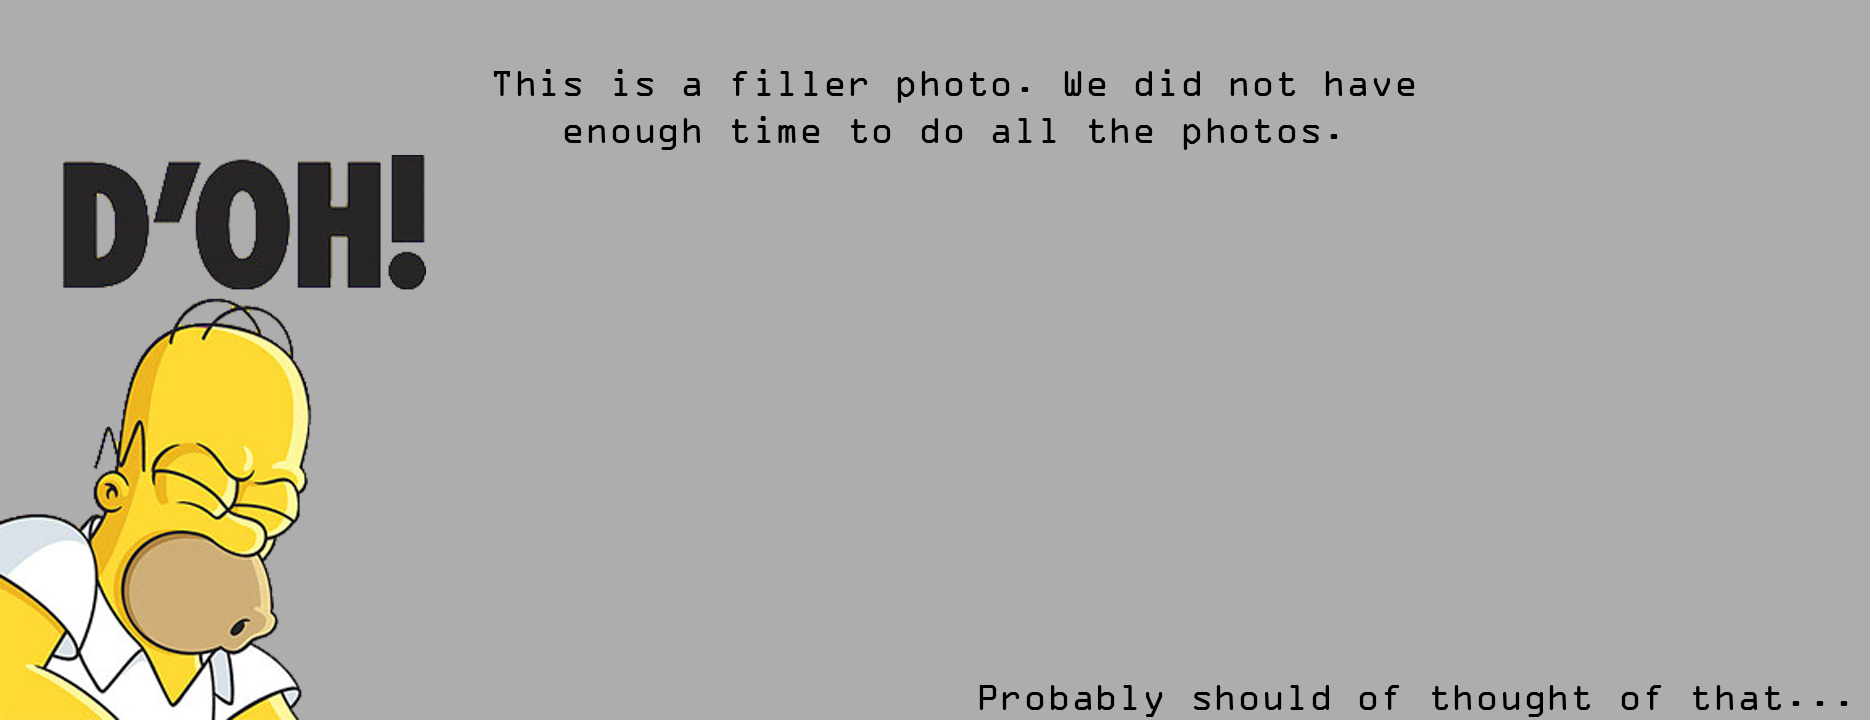 This is a filler photo. We did not have
enough time to do all the photos.
D'OH!
Probably should of thought of that...